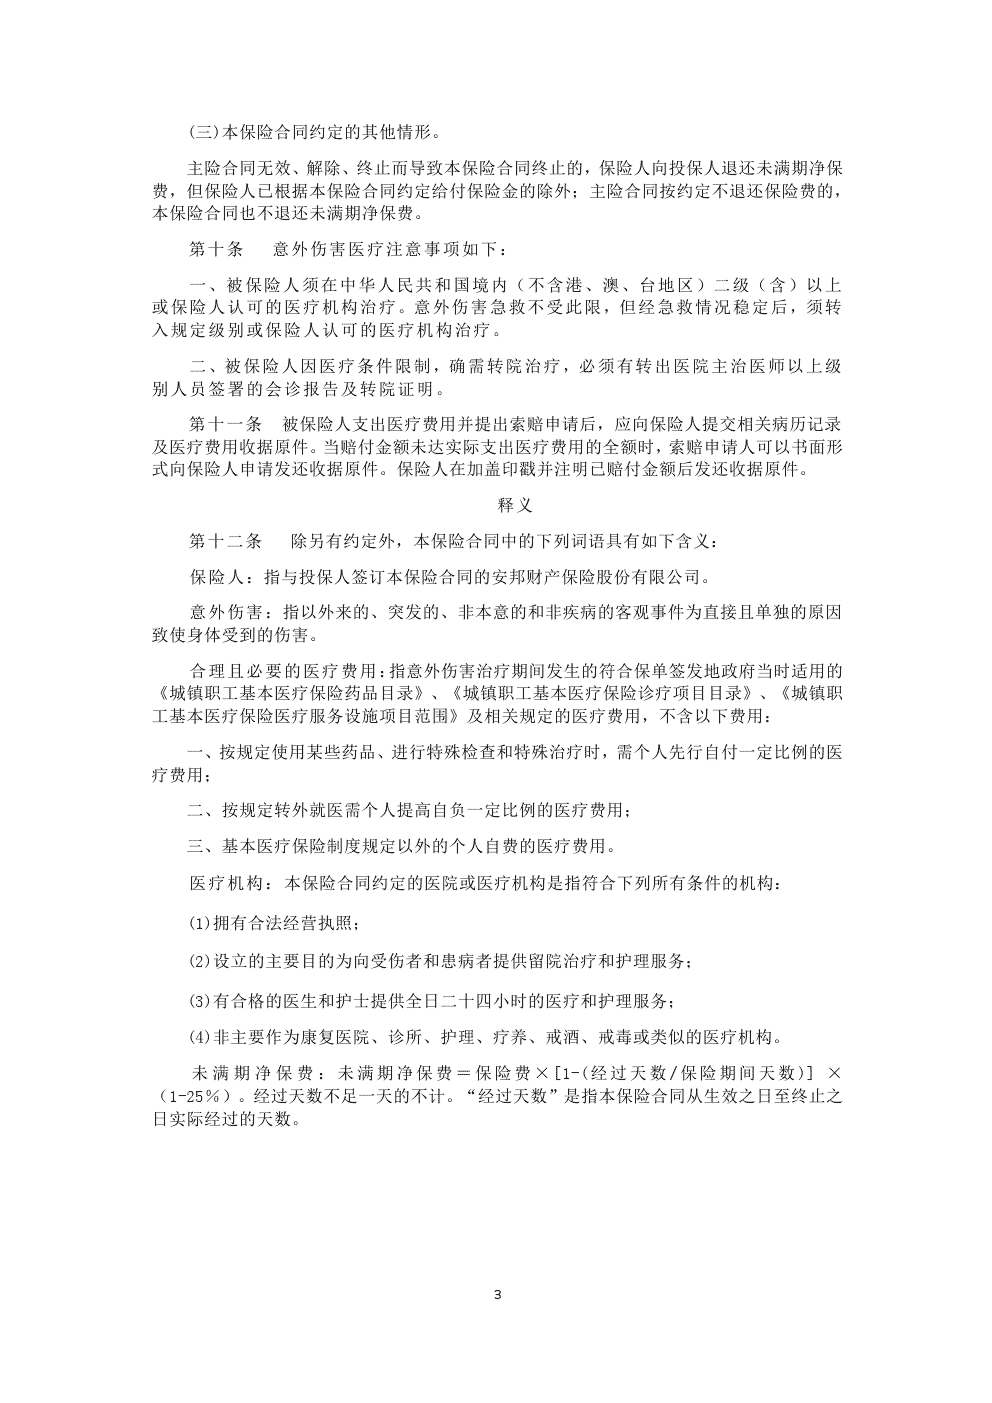 (三)本保险合同约定的其他情形。
主险合同无效、解除、终止而导致本保险合同终止的，保险人向投保人退还未满期净保
费，但保险人已根据本保险合同约定给付保险金的除外；主险合同按约定不退还保险费的，
本保险合同也不退还未满期净保费。
第十条 意外伤害医疗注意事项如下：
一、被保险人须在中华人民共和国境内（不含港、澳、台地区）二级（含）以上
或保险人认可的医疗机构治疗。意外伤害急救不受此限，但经急救情况稳定后，须转
入规定级别或保险人认可的医疗机构治疗。
二、被保险人因医疗条件限制，确需转院治疗，必须有转出医院主治医师以上级
别人员签署的会诊报告及转院证明。
第十一条 被保险人支出医疗费用并提出索赔申请后，应向保险人提交相关病历记录
及医疗费用收据原件。当赔付金额未达实际支出医疗费用的全额时，索赔申请人可以书面形
式向保险人申请发还收据原件。保险人在加盖印戳并注明已赔付金额后发还收据原件。
释义
第十二条 除另有约定外，本保险合同中的下列词语具有如下含义：
保险人：指与投保人签订本保险合同的安邦财产保险股份有限公司。
意外伤害：指以外来的、突发的、非本意的和非疾病的客观事件为直接且单独的原因
致使身体受到的伤害。
合理且必要的医疗费用：指意外伤害治疗期间发生的符合保单签发地政府当时适用的
《城镇职工基本医疗保险药品目录》、《城镇职工基本医疗保险诊疗项目目录》、《城镇职
工基本医疗保险医疗服务设施项目范围》及相关规定的医疗费用，不含以下费用：
一、按规定使用某些药品、进行特殊检查和特殊治疗时，需个人先行自付一定比例的医
疗费用；
二、按规定转外就医需个人提高自负一定比例的医疗费用；
三、基本医疗保险制度规定以外的个人自费的医疗费用。
医疗机构：本保险合同约定的医院或医疗机构是指符合下列所有条件的机构：
(1)拥有合法经营执照；
(2)设立的主要目的为向受伤者和患病者提供留院治疗和护理服务；
(3)有合格的医生和护士提供全日二十四小时的医疗和护理服务；
(4)非主要作为康复医院、诊所、护理、疗养、戒酒、戒毒或类似的医疗机构。
未满期净保费：未满期净保费＝保险费×[1-(经过天数/保险期间天数)] ×
（1-25％）。经过天数不足一天的不计。“经过天数”是指本保险合同从生效之日至终止之
日实际经过的天数。
3